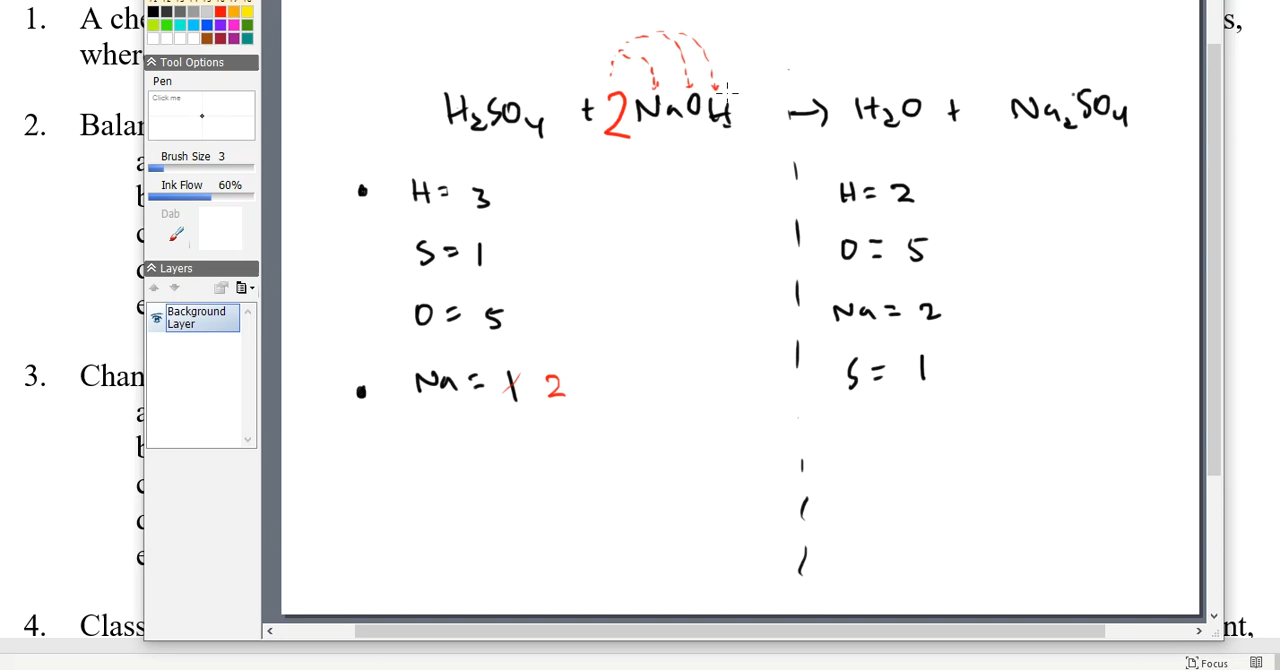 1. A che
s,
wher
2. Balan
3. Chan
4. Class
nt,
Tool Options
Pen
Click me
Brush Size 3
Ink Flow 60%
Dab
Layers
Background
Layer
H2SO4 + 2NaOH → H2O + Na2SO4
H = 3
S = 1
O = 5
Na = 1 2
H = 2
O = 5
Na = 2
S = 1
Focus